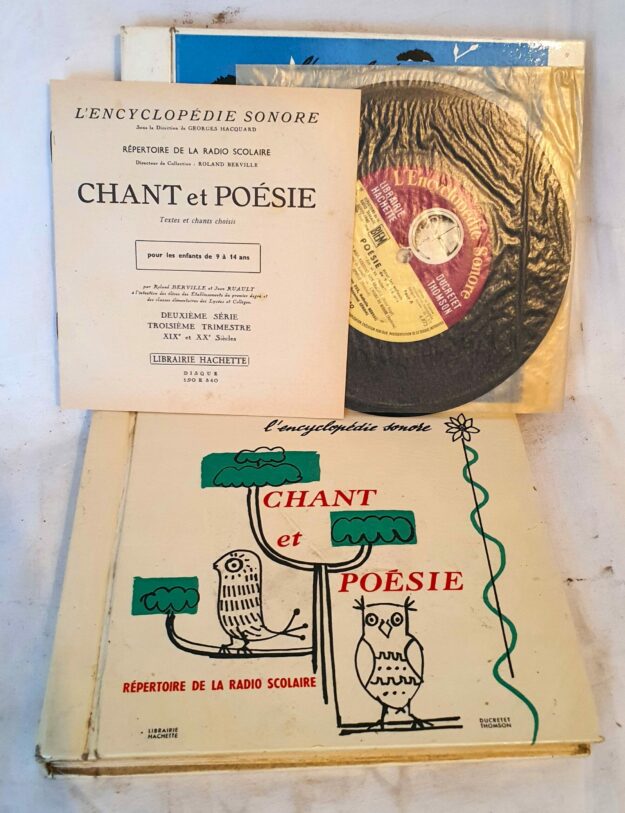 L'ENCYCLOPÉDIE SONORE
Sous la Direction de GEORGES HACQUARD
RÉPERTOIRE DE LA RADIO SCOLAIRE
Directeur de Collection : ROLAND BERVILLE
CHANT et POÉSIE
Textes et chants choisis
pour les enfants de 9 à 14 ans
par Roland BERVILLE et Jean RUAULT
à l'intention des élèves des Etablissements du premier degré et
des classes élémentaires des Lycées et Collèges.
DEUXIÈME SÉRIE
TROISIÈME TRIMESTRE
XIXe et XXe Siècles
LIBRAIRIE HACHETTE
DISQUE
190 E 840
L'Encyclopédie Sonore
LIBRAIRIE
HACHETTE
DUCRETET
THOMSON
BIEM
POÉSIE
l'encyclopédie sonore
CHANT
et
POÉSIE
RÉPERTOIRE DE LA RADIO SCOLAIRE
LIBRAIRIE
HACHETTE
DUCRETET
THOMSON